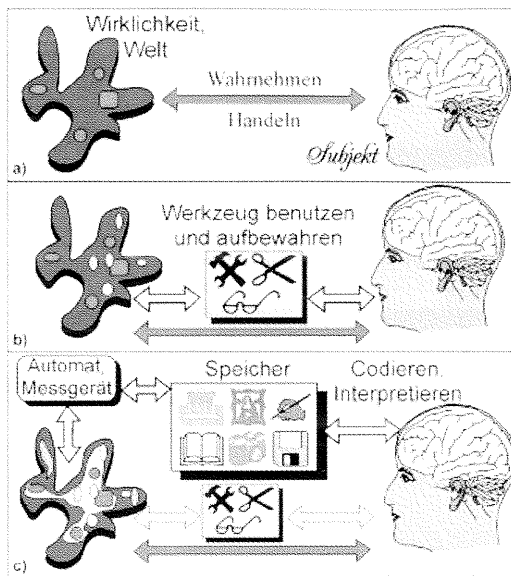 Wirklichkeit,
Welt
Wahrnehmen
Handeln
Subjekt
a)
Werkzeug benutzen
und aufbewahren
b)
Automat,
Messgerät
Speicher
Codieren,
Interpretieren
c)